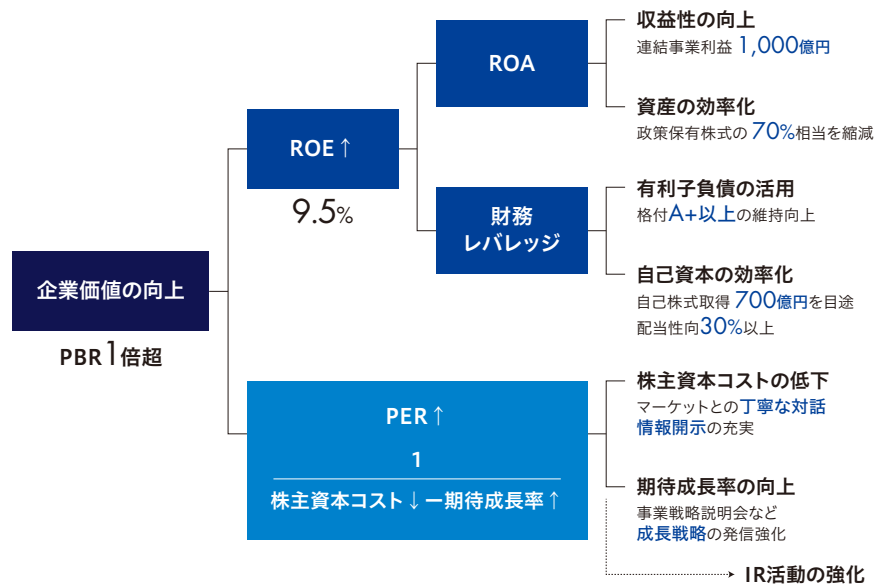 企業価値の向上
PBR1倍超
ROE↑
9.5%
ROA
収益性の向上
連結事業利益 1,000億円
資産の効率化
政策保有株式の 70%相当を縮減
財務
レバレッジ
有利子負債の活用
格付A+以上の維持向上
自己資本の効率化
自己株式取得 700億円を目途
配当性向30%以上
PER↑
1
株主資本コスト↓ー期待成長率↑
株主資本コストの低下
マーケットとの丁寧な対話
情報開示の充実
期待成長率の向上
事業戦略説明会など
成長戦略の発信強化
IR活動の強化